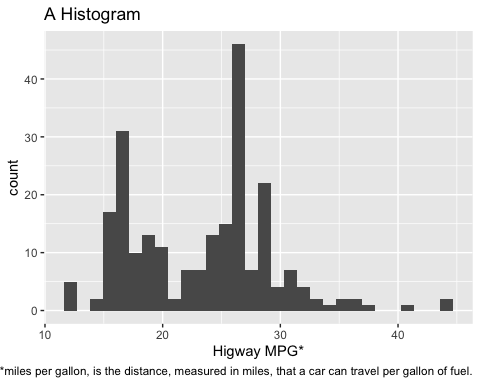 A Histogram
40
30
20
10
0
count
10 20 30 40
Higway MPG*
*miles per gallon, is the distance, measured in miles, that a car can travel per gallon of fuel.